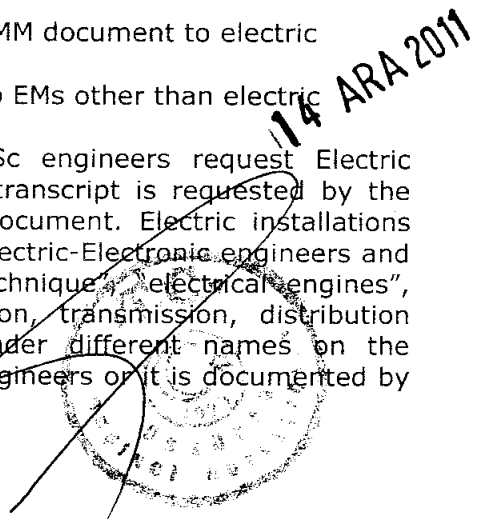 MM document to electric
14 ARA 2011
EMs other than electric
Sc engineers request Electric
transcript is requested by the
ocument. Electric installations
ectric-Electronic engineers and
chnique", "electrical engines",
on, transmission, distribution
nder different names on the
gineers or it is documented by